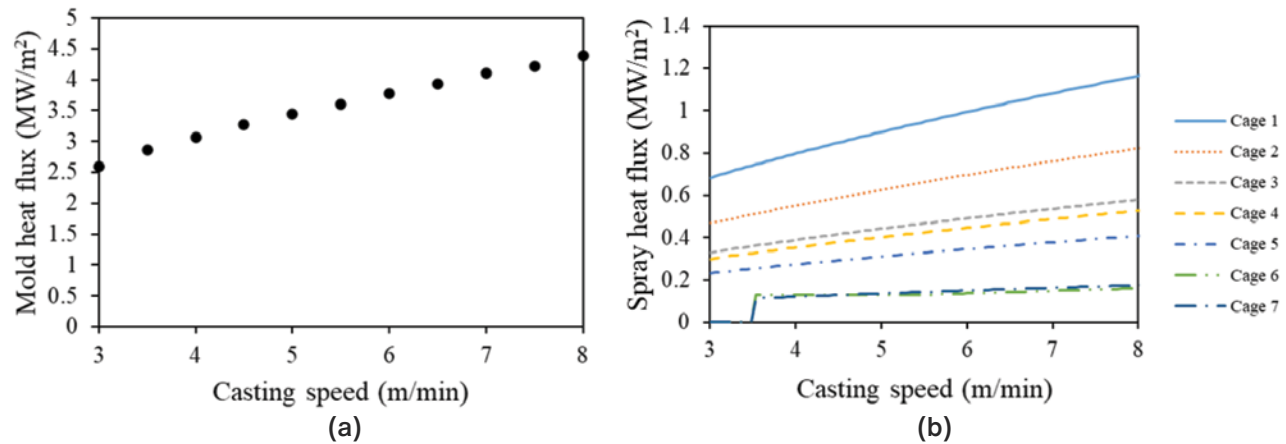 Mold heat flux (MW/m²)
5
4.5
4
3.5
3
2.5
2
1.5
1
0.5
0
3 4 5 6 7 8
Casting speed (m/min)
(a)
Spray heat flux (MW/m²)
1.4
1.2
1
0.8
0.6
0.4
0.2
0
3 4 5 6 7 8
Casting speed (m/min)
(b)
Cage 1
Cage 2
Cage 3
Cage 4
Cage 5
Cage 6
Cage 7